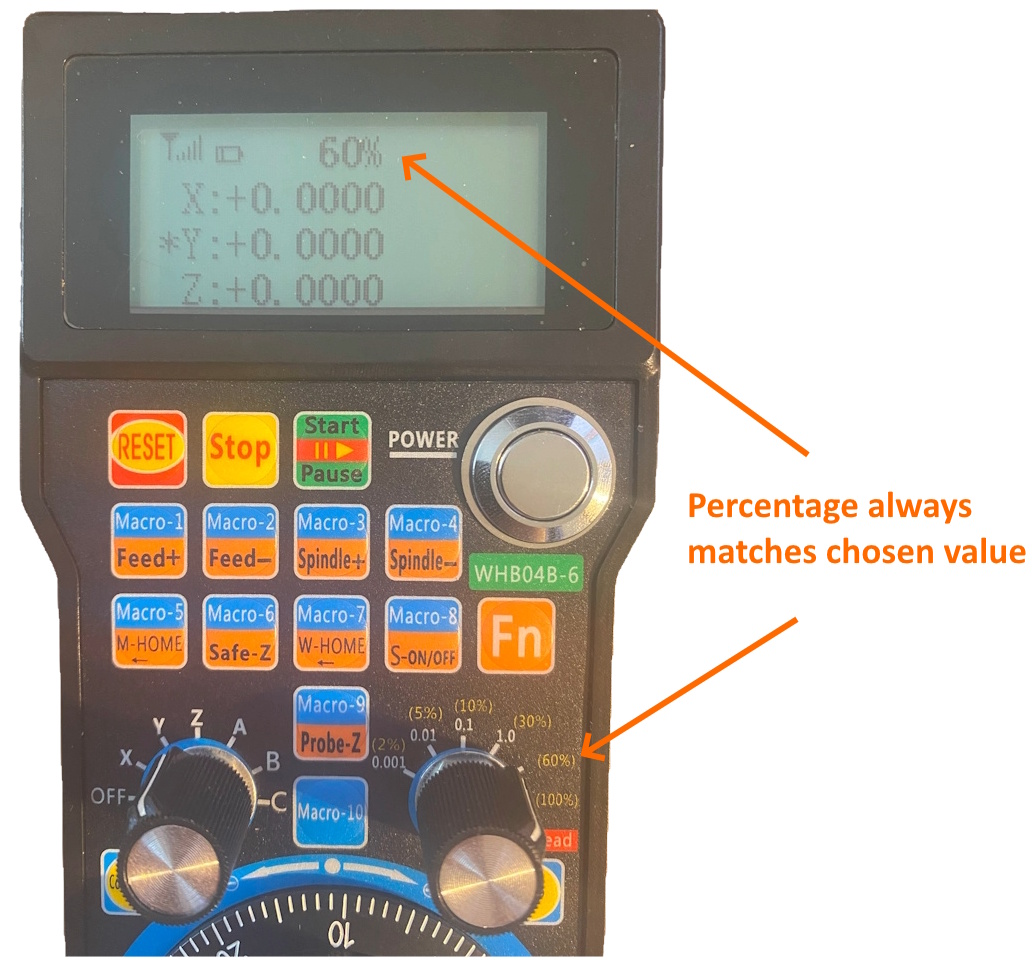 60%
X:+0. 0000
*Y:+0. 0000
Z:+0. 0000
RESET
Stop
Start
Pause
POWER
Percentage always
matches chosen value
Macro-1
Feed+
Macro-2
Feed−
Macro-3
Spindle+
Macro-4
Spindle−
WHB04B-6
Macro-5
M-HOME
Macro-6
Safe-Z
Macro-7
W-HOME
Macro-8
S-ON/OFF
Fn
Macro-9
Probe-Z
Macro-10
OFF
X
Y
Z
A
B
C
0.001
(2%)
0.01
(5%)
0.1
(10%)
1.0
(30%)
(60%)
(100%)
10